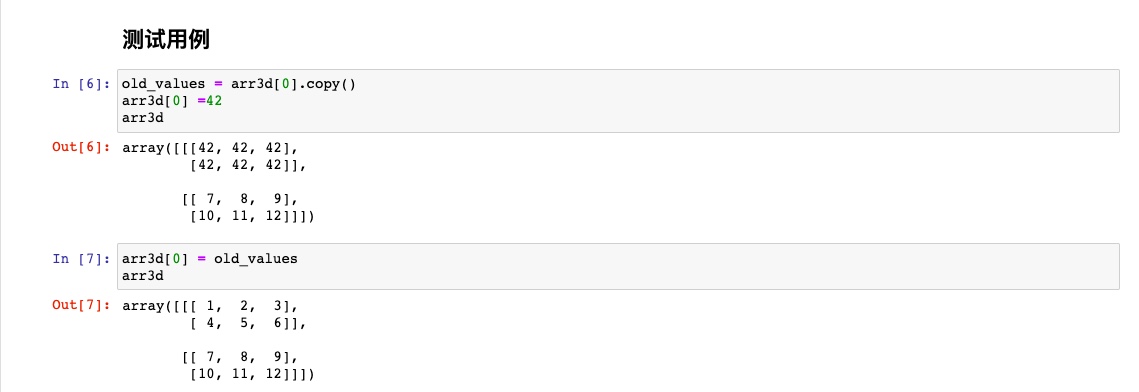 测试用例
In [6]: old_values = arr3d[0].copy()
arr3d[0] =42
arr3d
Out[6]: array([[[42, 42, 42],
        [42, 42, 42]],

       [[ 7,  8,  9],
        [10, 11, 12]]])
In [7]: arr3d[0] = old_values
arr3d
Out[7]: array([[[ 1,  2,  3],
        [ 4,  5,  6]],

       [[ 7,  8,  9],
        [10, 11, 12]]])